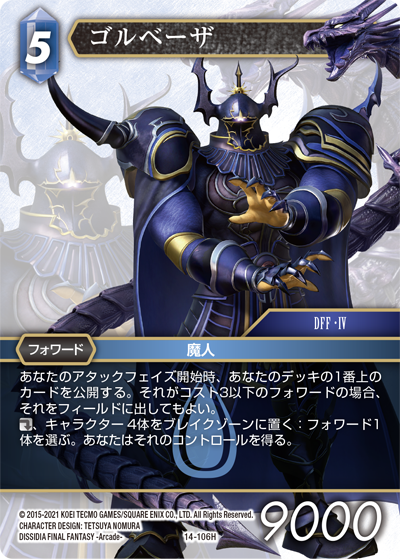 5
ゴルベーザ
DFF・IV
フォワード
魔人
あなたのアタックフェイズ開始時、あなたのデッキの1番上の
カードを公開する。それがコスト3以下のフォワードの場合、
それをフィールドに出してもよい。
、キャラクター4体をブレイクゾーンに置く：フォワード1
体を選ぶ。あなたはそれのコントロールを得る。
© 2015-2021 KOEI TECMO GAMES/SQUARE ENIX CO., LTD. All Rights Reserved.
CHARACTER DESIGN: TETSUYA NOMURA
DISSIDIA FINAL FANTASY -Arcade-
14-106H
9000